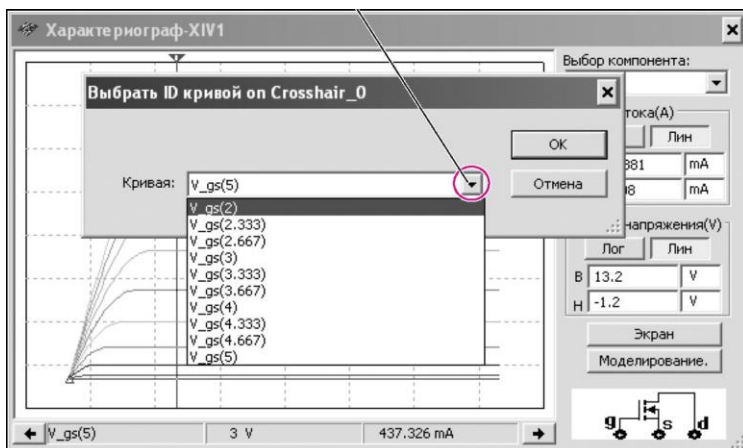 Характериограф-XIV1
Выбор компонента:
Выбрать ID кривой on Crosshair_0
тока(А)
Лин
OK
381
mA
Кривая:
V_gs(5)
Отмена
mA
V_gs(2)
V_gs(2.333)
V_gs(2.667)
V_gs(3)
V_gs(3.333)
V_gs(3.667)
V_gs(4)
V_gs(4.333)
V_gs(4.667)
V_gs(5)
напряжения(V)
Лог
Лин
В
13.2
V
Н
-1.2
V
Экран
Моделирование.
g
s
d
V_gs(5)
3 V
437.326 mA